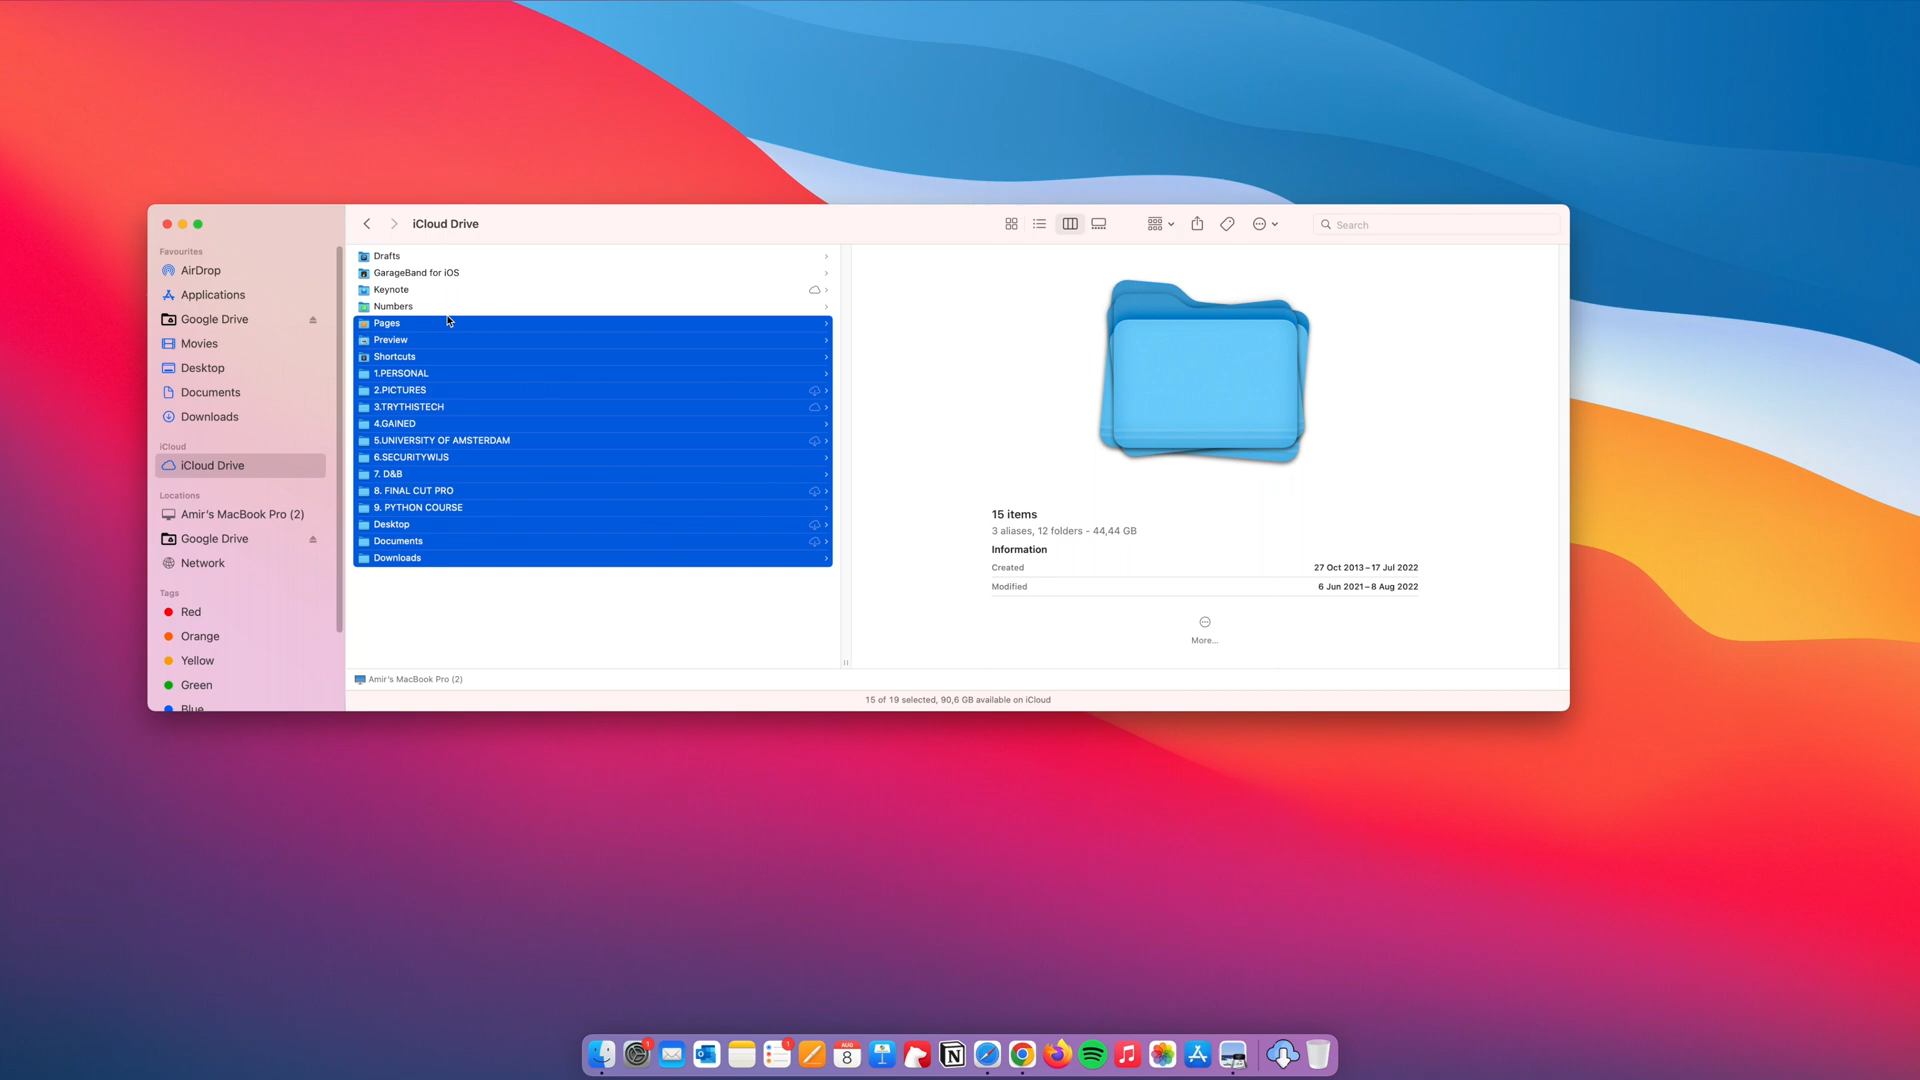 iCloud Drive
Search
Favourites
AirDrop
Applications
Google Drive
Movies
Desktop
Documents
Downloads
iCloud
iCloud Drive
Locations
Amir's MacBook Pro (2)
Google Drive
Network
Tags
Red
Orange
Yellow
Green
Blue
Drafts
GarageBand for iOS
Keynote
Numbers
Pages
Preview
Shortcuts
1.PERSONAL
2.PICTURES
3.TRYTHISTECH
4.GAINED
5.UNIVERSITY OF AMSTERDAM
6.SECURITYWIJS
7. D&B
8. FINAL CUT PRO
9. PYTHON COURSE
Desktop
Documents
Downloads
15 items
3 aliases, 12 folders - 44,44 GB
Information
Created 27 Oct 2013 – 17 Jul 2022
Modified 6 Jun 2021 – 8 Aug 2022
More...
Amir's MacBook Pro (2)
15 of 19 selected, 90,6 GB available on iCloud
1
1
AUG
8